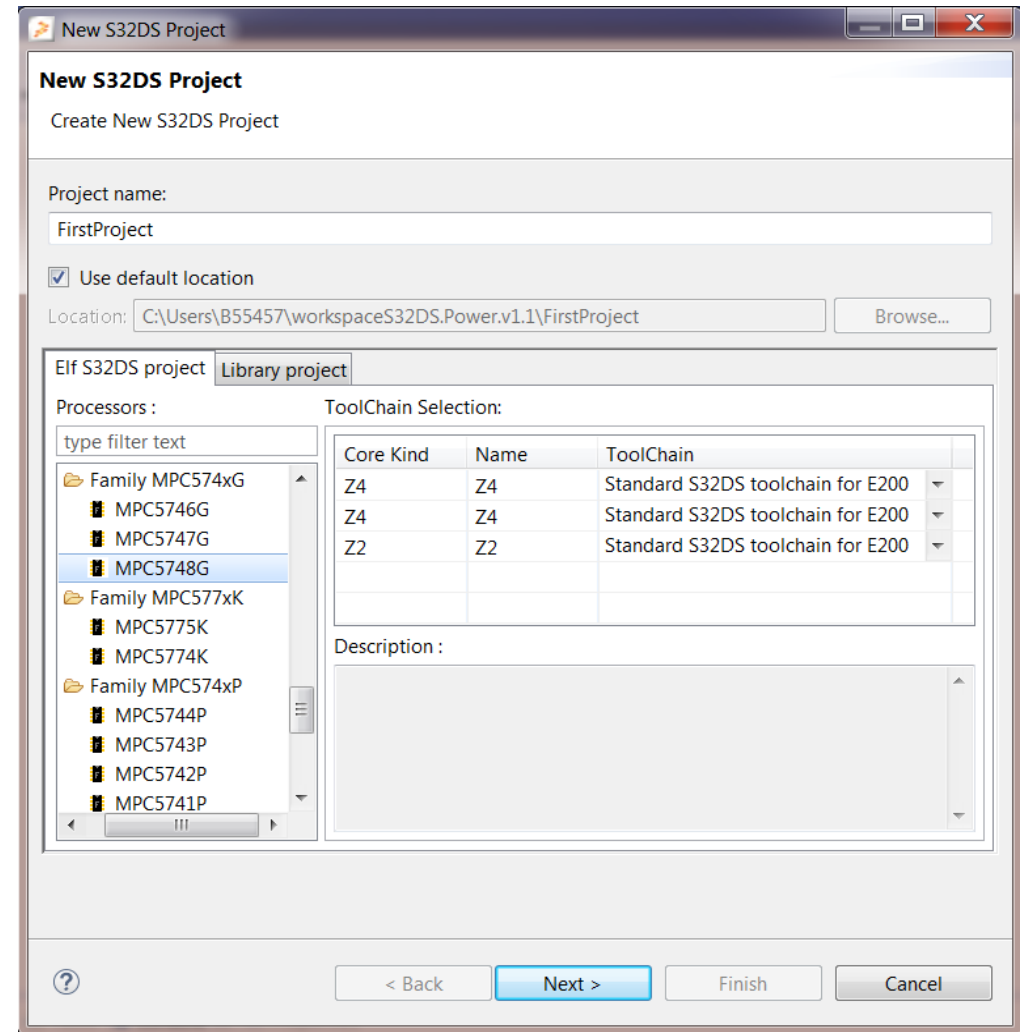 New S32DS Project
New S32DS Project
Create New S32DS Project
Project name:
FirstProject
Use default location
Location: C:\Users\B55457\workspaceS32DS.Power.v1.1\FirstProject Browse...
Elf S32DS project Library project
Processors :
type filter text
Family MPC574xG
MPC5746G
MPC5747G
MPC5748G
Family MPC577xK
MPC5775K
MPC5774K
Family MPC574xP
MPC5744P
MPC5743P
MPC5742P
MPC5741P
ToolChain Selection:
Core Kind Name ToolChain
Z4 Z4 Standard S32DS toolchain for E200
Z4 Z4 Standard S32DS toolchain for E200
Z2 Z2 Standard S32DS toolchain for E200
Description :
< Back Next > Finish Cancel